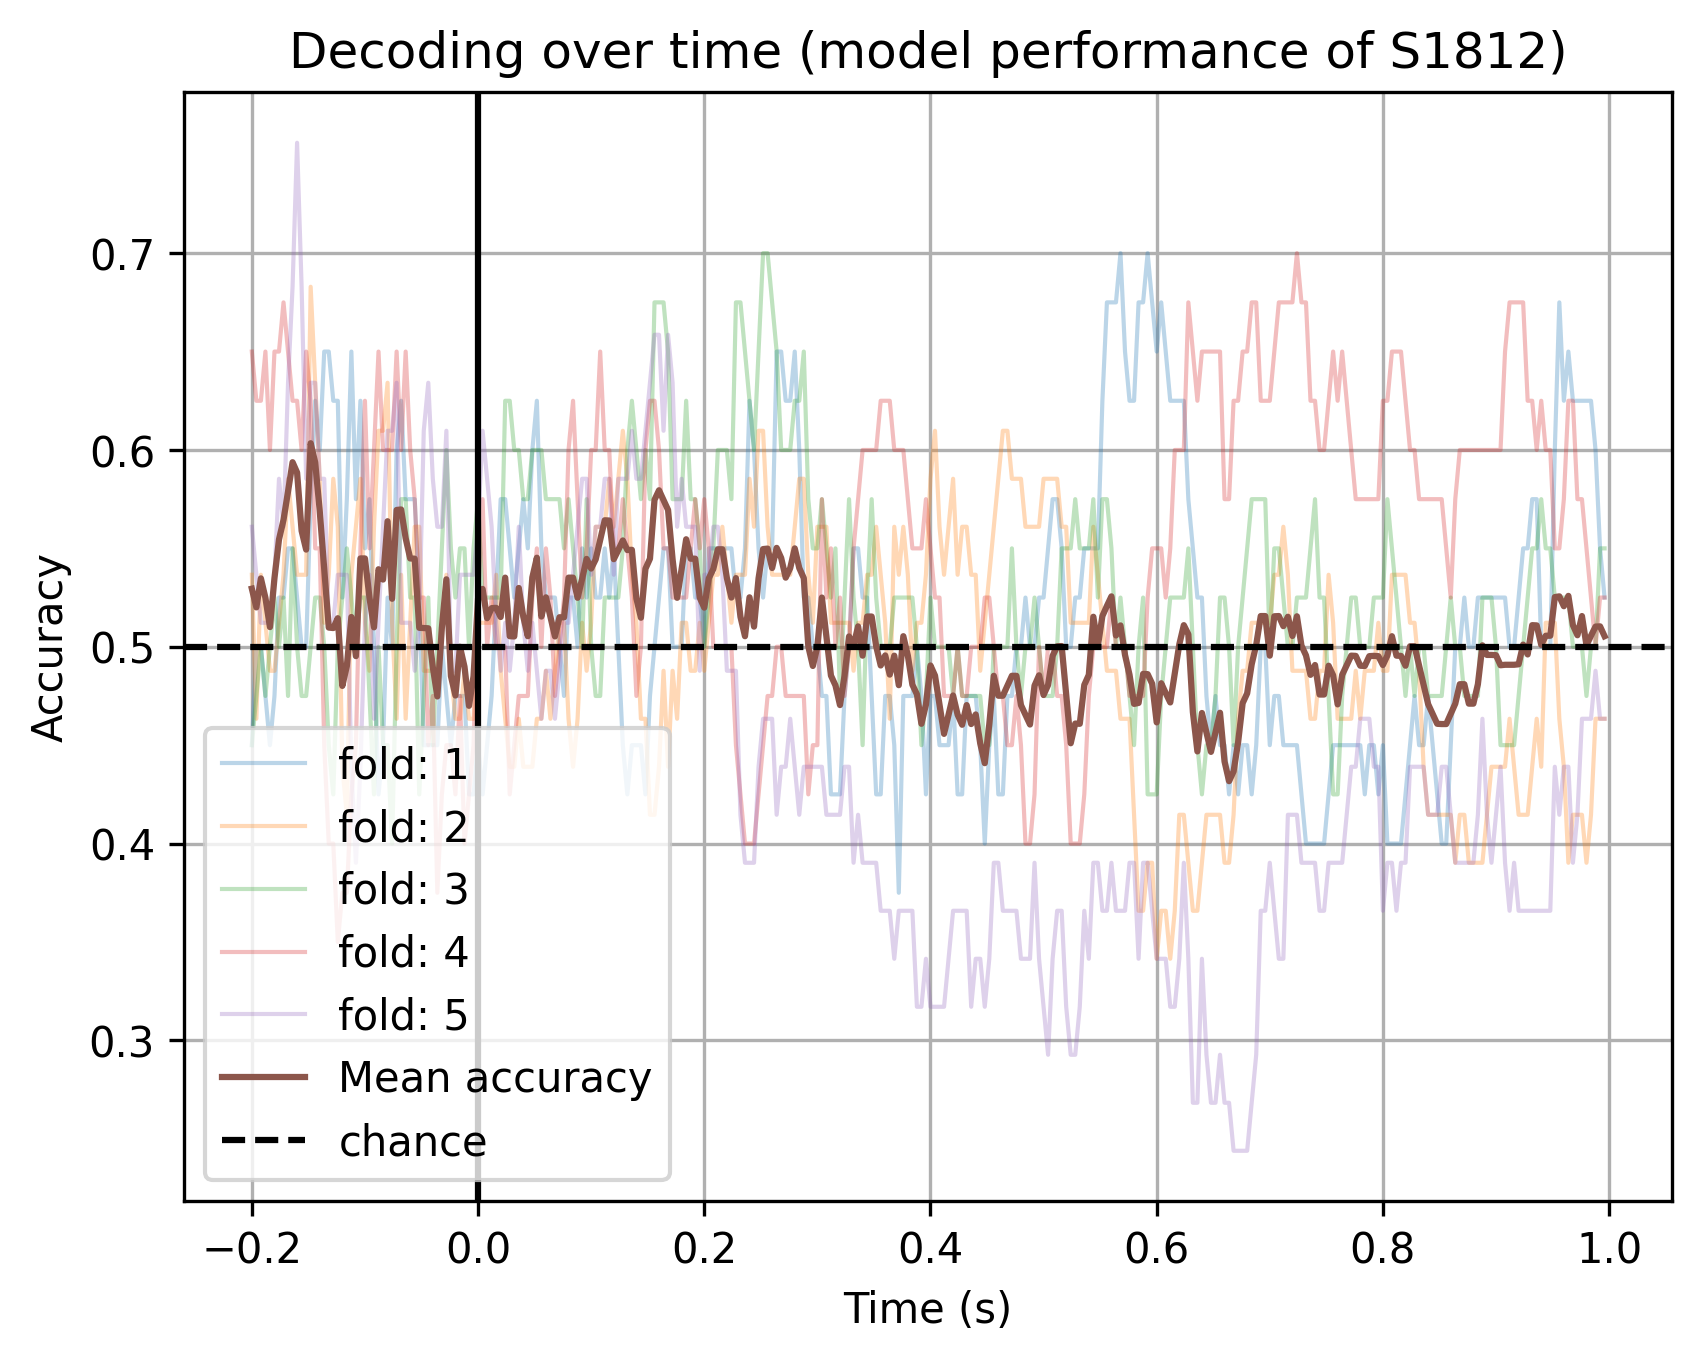 Decoding over time (model performance of S1812)
Accuracy
0.7
0.6
0.5
0.4
0.3
fold: 1
fold: 2
fold: 3
fold: 4
fold: 5
Mean accuracy
chance
−0.2 0.0 0.2 0.4 0.6 0.8 1.0
Time (s)